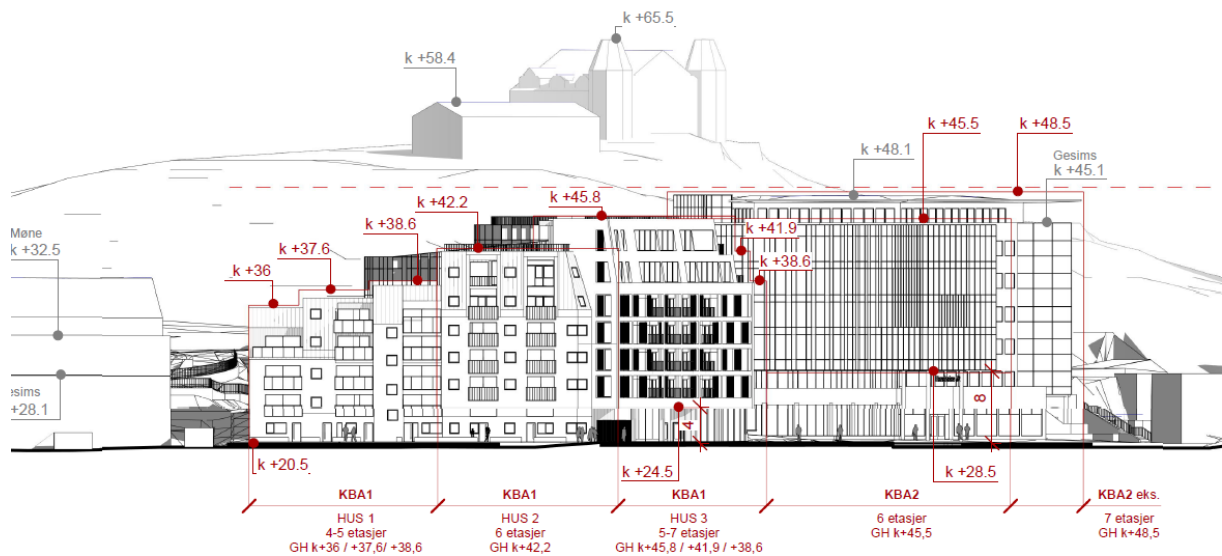 k +65.5
k +58.4
k +45.5
k +48.5
k +48.1
Gesims
k +45.1
k +45.8
k +42.2
k +41.9
k +38.6
k +38.6
Møne
k +32.5
k +37.6
k +36
esims
+28.1
8
4
k +20.5
k +24.5
k +28.5
KBA1
HUS 1
4-5 etasjer
GH k+36 / +37,6/ +38,6
KBA1
HUS 2
6 etasjer
GH k+42,2
KBA1
HUS 3
5-7 etasjer
GH k+45,8 / +41,9 / +38,6
KBA2
6 etasjer
GH k+45,5
KBA2 eks.
7 etasjer
GH k+48,5